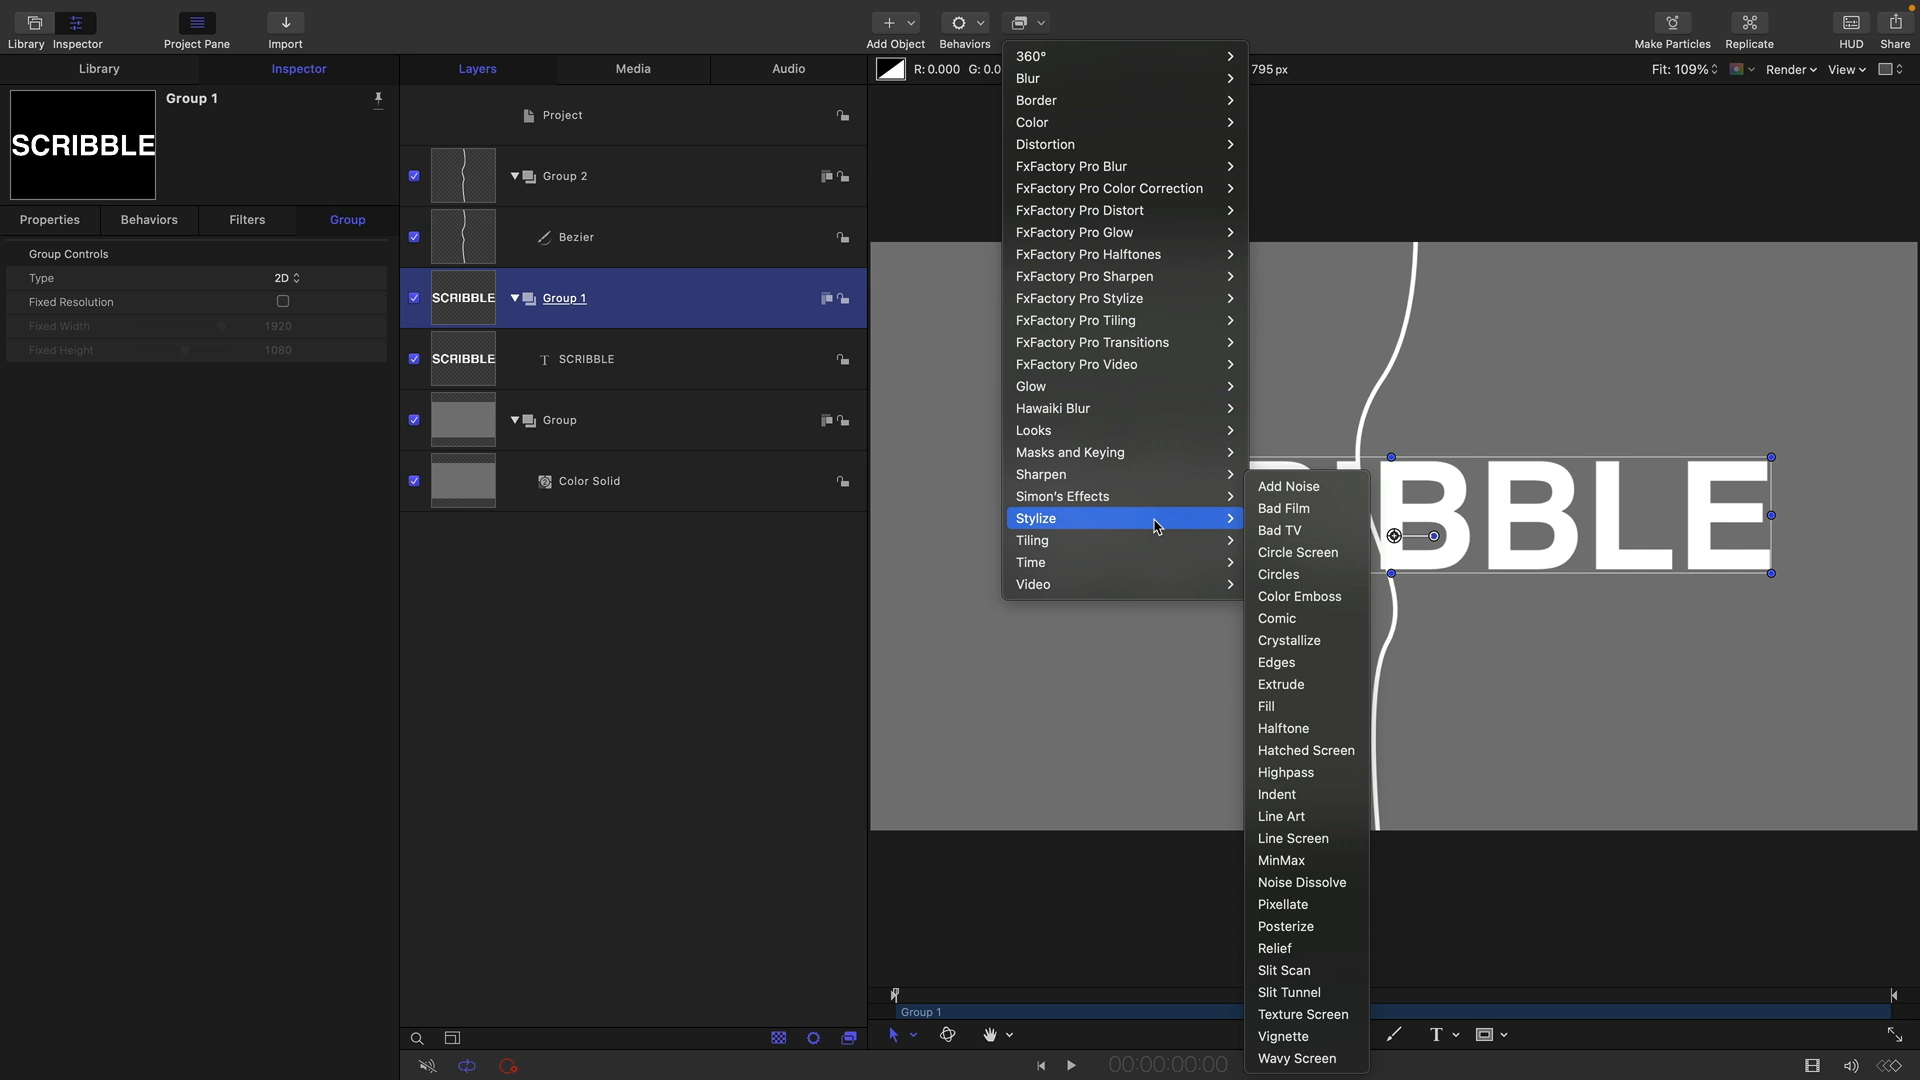 Library Inspector
Project Pane
Import
Add Object
Behaviors
Make Particles
Replicate
HUD
Share
Library
Inspector
Layers
Media
Audio
R: 0.000 G: 0.0
795 px
Fit: 109%
Render
View
Group 1
SCRIBBLE
Properties
Behaviors
Filters
Group
Group Controls
Type
2D
Fixed Resolution
Fixed Width
1920
Fixed Height
1080
Project
Group 2
Bezier
SCRIBBLE
Group 1
SCRIBBLE
T SCRIBBLE
Group
Color Solid
360°
Blur
Border
Color
Distortion
FxFactory Pro Blur
FxFactory Pro Color Correction
FxFactory Pro Distort
FxFactory Pro Glow
FxFactory Pro Halftones
FxFactory Pro Sharpen
FxFactory Pro Stylize
FxFactory Pro Tiling
FxFactory Pro Transitions
FxFactory Pro Video
Glow
Hawaiki Blur
Looks
Masks and Keying
Sharpen
Simon's Effects
Stylize
Tiling
Time
Video
Add Noise
Bad Film
Bad TV
Circle Screen
Circles
Color Emboss
Comic
Crystallize
Edges
Extrude
Fill
Halftone
Hatched Screen
Highpass
Indent
Line Art
Line Screen
MinMax
Noise Dissolve
Pixellate
Posterize
Relief
Slit Scan
Slit Tunnel
Texture Screen
Vignette
Wavy Screen
BBLE
Group 1
T
00:00:00:00